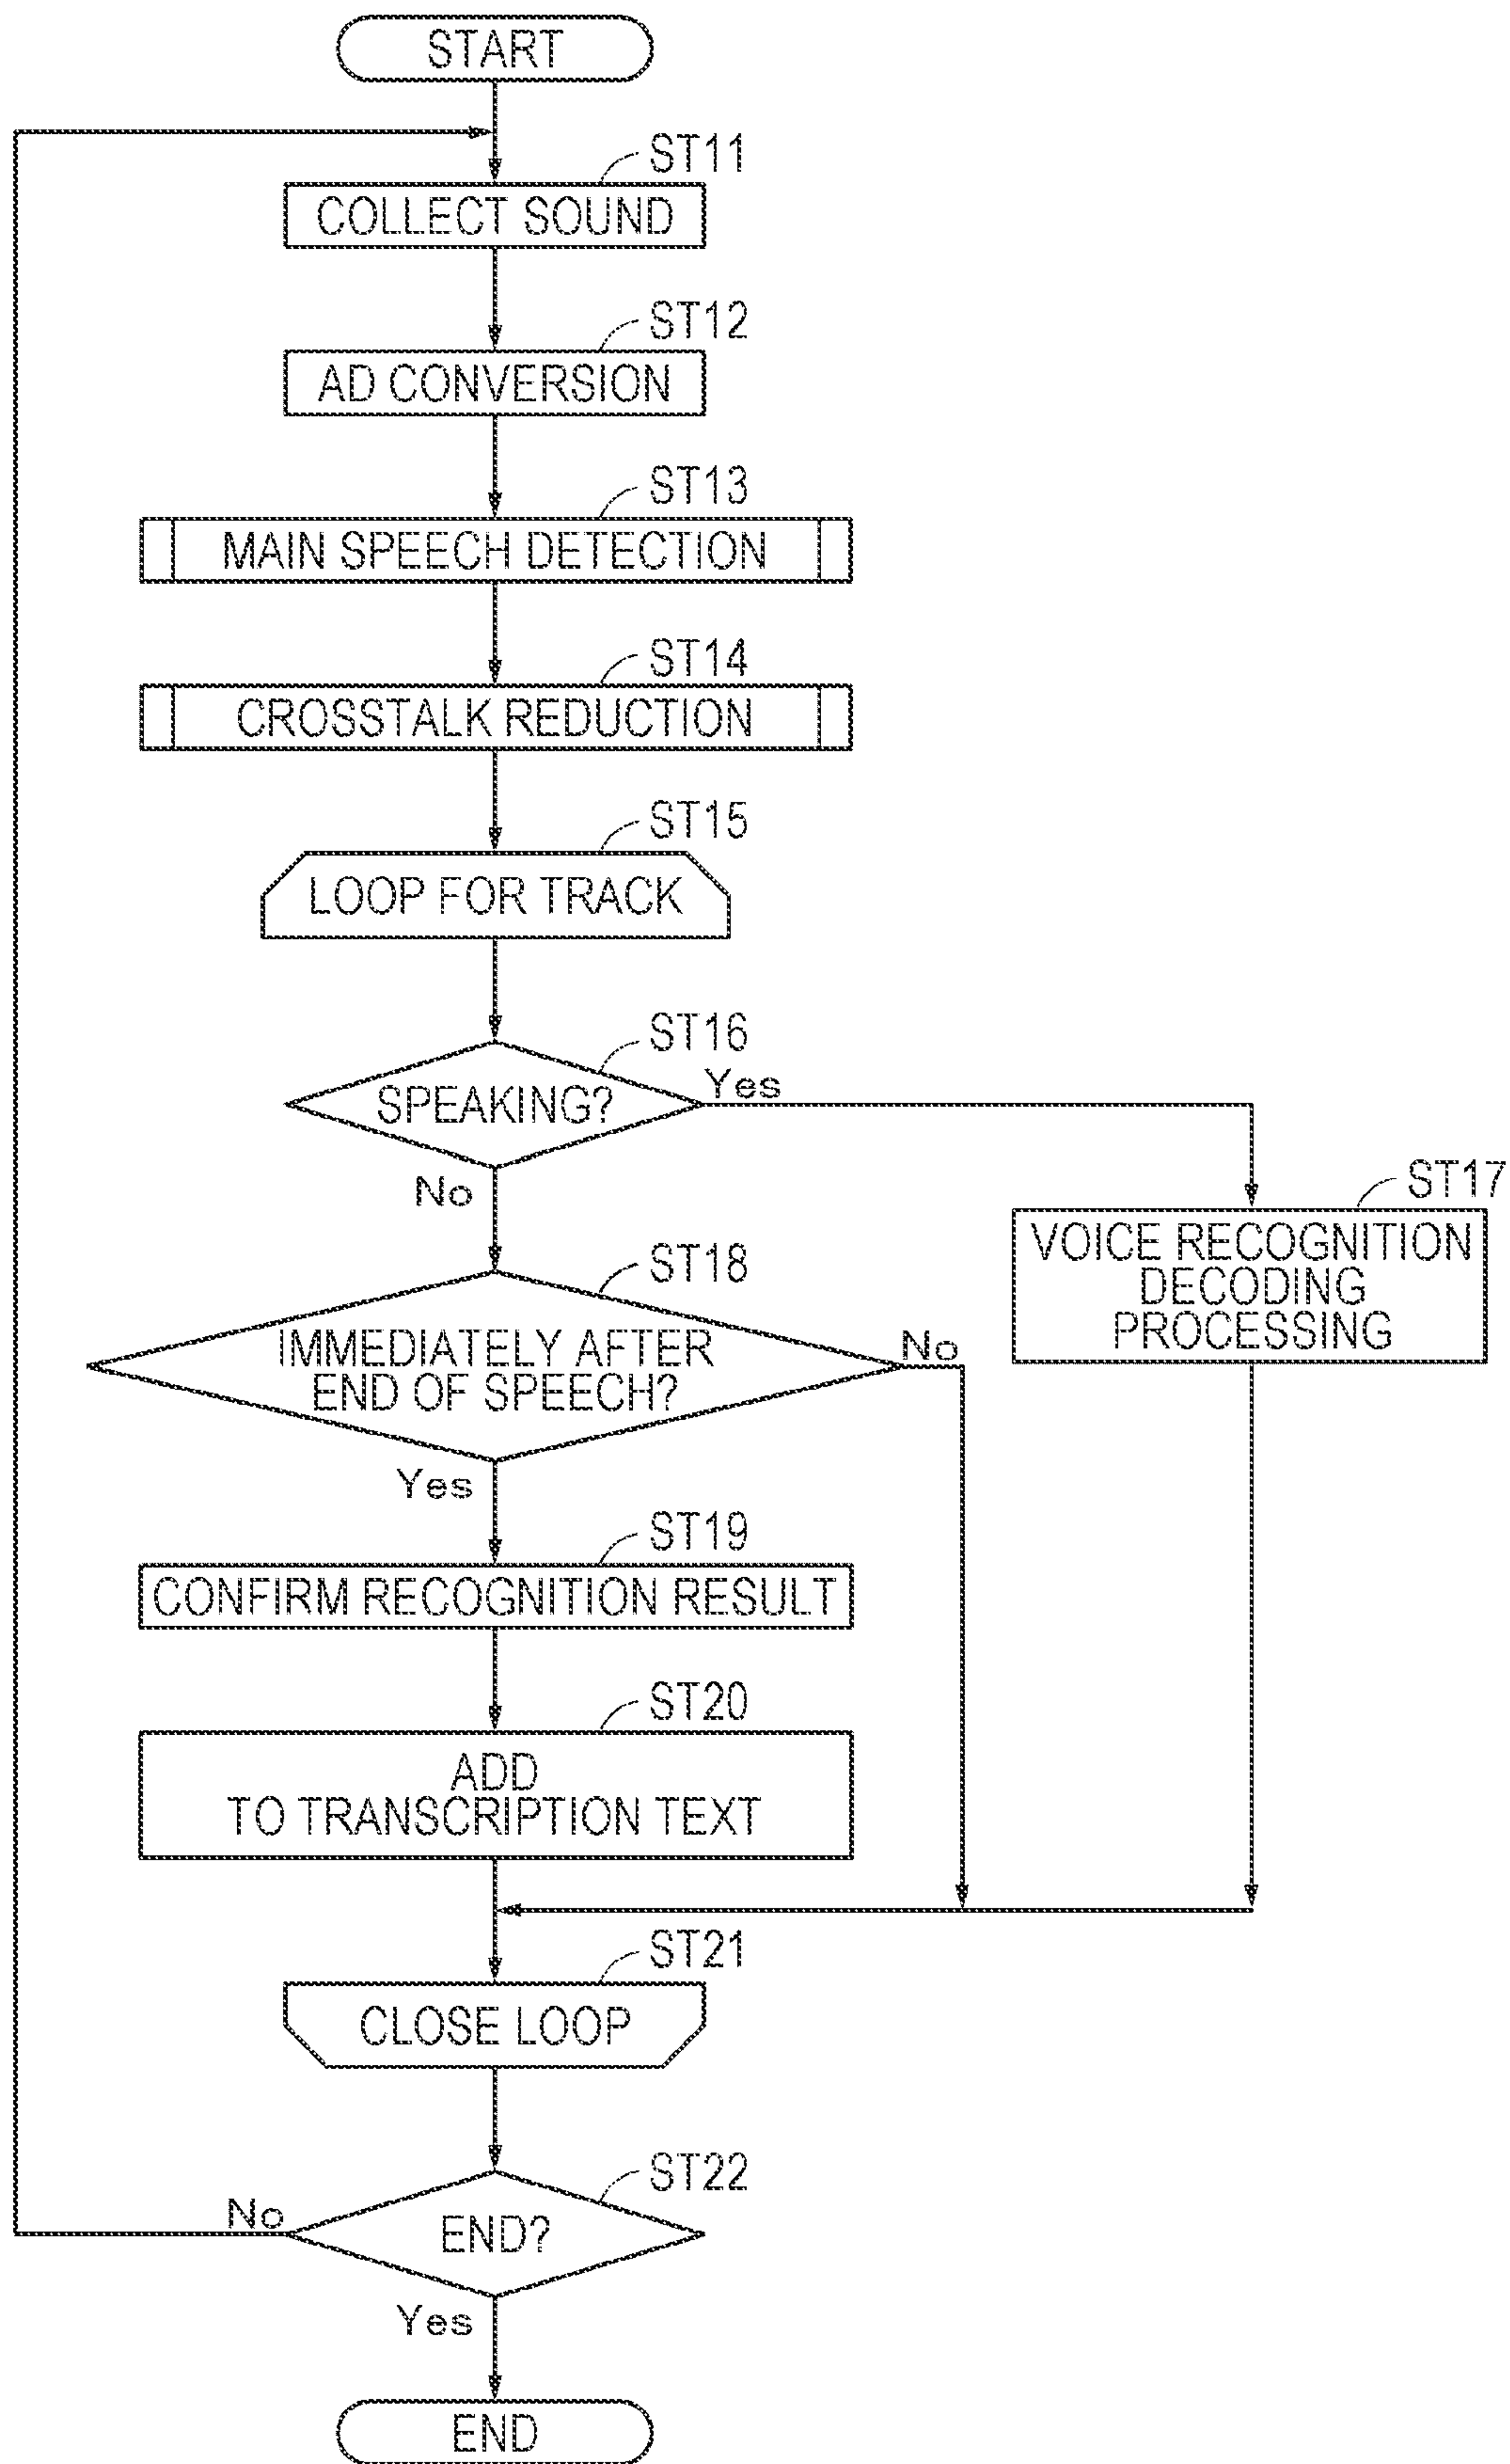 START
ST11
COLLECT SOUND
ST12
AD CONVERSION
ST13
MAIN SPEECH DETECTION
ST14
CROSSTALK REDUCTION
ST15
LOOP FOR TRACK
ST16
SPEAKING?
Yes
No
ST17
VOICE RECOGNITION
DECODING
PROCESSING
ST18
IMMEDIATELY AFTER
END OF SPEECH?
No
Yes
ST19
CONFIRM RECOGNITION RESULT
ST20
ADD
TO TRANSCRIPTION TEXT
ST21
CLOSE LOOP
ST22
END?
No
Yes
END